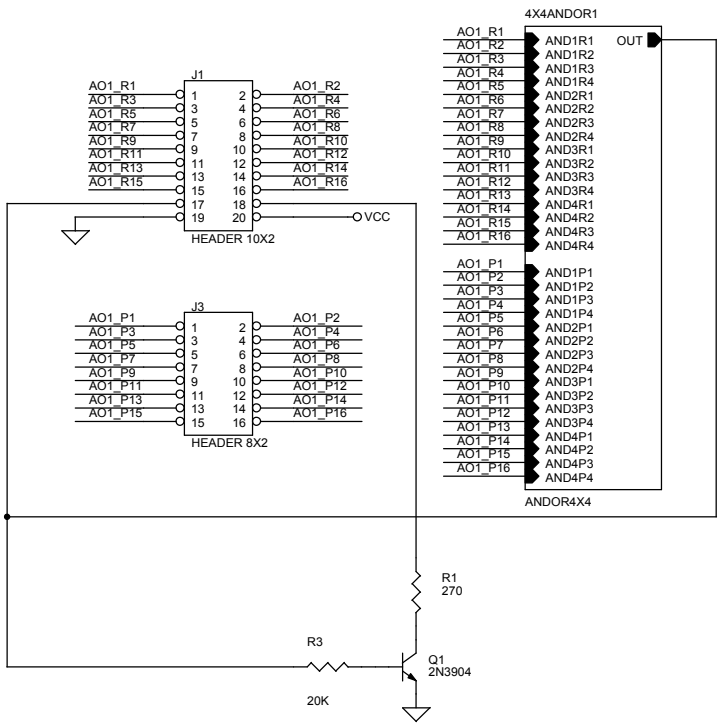 J1
AO1_R1 1 2 AO1_R2
AO1_R3 3 4 AO1_R4
AO1_R5 5 6 AO1_R6
AO1_R7 7 8 AO1_R8
AO1_R9 9 10 AO1_R10
AO1_R11 11 12 AO1_R12
AO1_R13 13 14 AO1_R14
AO1_R15 15 16 AO1_R16
17 18
19 20 VCC
HEADER 10X2
J3
AO1_P1 1 2 AO1_P2
AO1_P3 3 4 AO1_P4
AO1_P5 5 6 AO1_P6
AO1_P7 7 8 AO1_P8
AO1_P9 9 10 AO1_P10
AO1_P11 11 12 AO1_P12
AO1_P13 13 14 AO1_P14
AO1_P15 15 16 AO1_P16
HEADER 8X2
4X4ANDOR1
AO1_R1 AND1R1 OUT
AO1_R2 AND1R2
AO1_R3 AND1R3
AO1_R4 AND1R4
AO1_R5 AND2R1
AO1_R6 AND2R2
AO1_R7 AND2R3
AO1_R8 AND2R4
AO1_R9 AND3R1
AO1_R10 AND3R2
AO1_R11 AND3R3
AO1_R12 AND3R4
AO1_R13 AND4R1
AO1_R14 AND4R2
AO1_R15 AND4R3
AO1_R16 AND4R4
AO1_P1 AND1P1
AO1_P2 AND1P2
AO1_P3 AND1P3
AO1_P4 AND1P4
AO1_P5 AND2P1
AO1_P6 AND2P2
AO1_P7 AND2P3
AO1_P8 AND2P4
AO1_P9 AND3P1
AO1_P10 AND3P2
AO1_P11 AND3P3
AO1_P12 AND3P4
AO1_P13 AND4P1
AO1_P14 AND4P2
AO1_P15 AND4P3
AO1_P16 AND4P4
ANDOR4X4
R1
270
R3
20K
Q1
2N3904